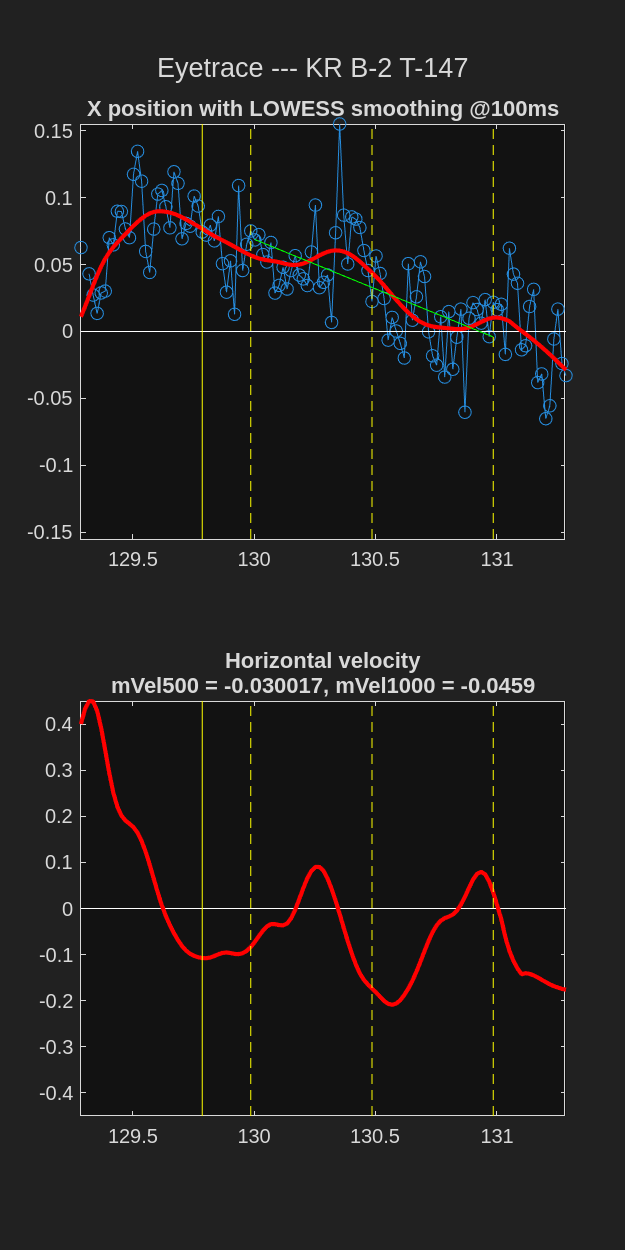 Eyetrace --- KR B-2 T-147
X position with LOWESS smoothing @100ms
0.15
0.1
0.05
0
-0.05
-0.1
-0.15
129.5 130 130.5 131
Horizontal velocity
mVel500 = -0.030017, mVel1000 = -0.0459
0.4
0.3
0.2
0.1
0
-0.1
-0.2
-0.3
-0.4
129.5 130 130.5 131